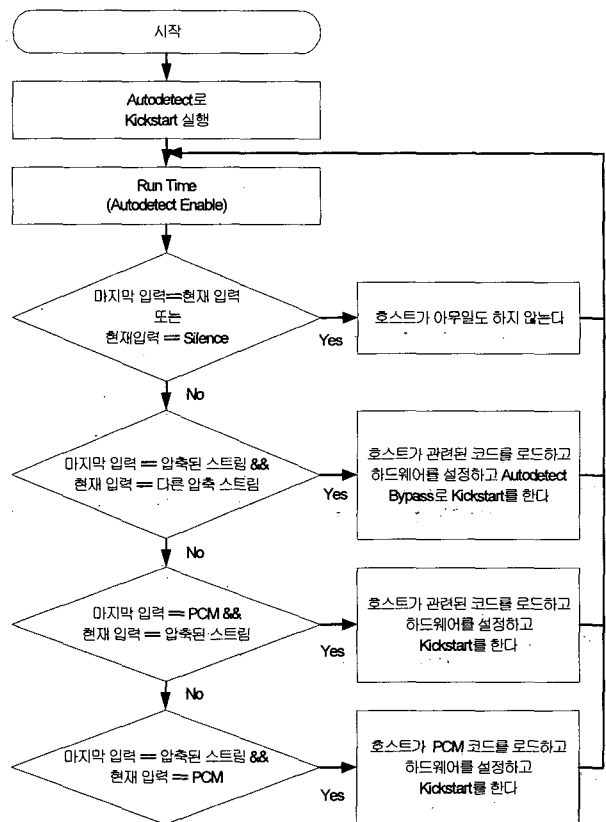 시작
Autodetect로
Kickstart 실행
Run Time
(Autodetect Enable)
마지막 입력==현재 입력
또는
현재입력 == Silence
Yes
호스트가 아무일도 하지 않는다
No
마지막 입력 == 압축된 스트링 &&
현재 입력 == 다른 압축 스트링
Yes
호스트가 관련된 코드를 로드하고
하드웨어를 설정하고 Autodetect
Bypass로 Kickstart를 한다
No
마지막 입력 == PCM &&
현재 입력 == 압축된 스트링
Yes
호스트가 관련된 코드를 로드하고
하드웨어를 설정하고
Kickstart를 한다
No
마지막 입력 == 압축된 스트링 &&
현재 입력 == PCM
Yes
호스트가 PCM 코드를 로드하고
하드웨어를 설정하고
Kickstart를 한다